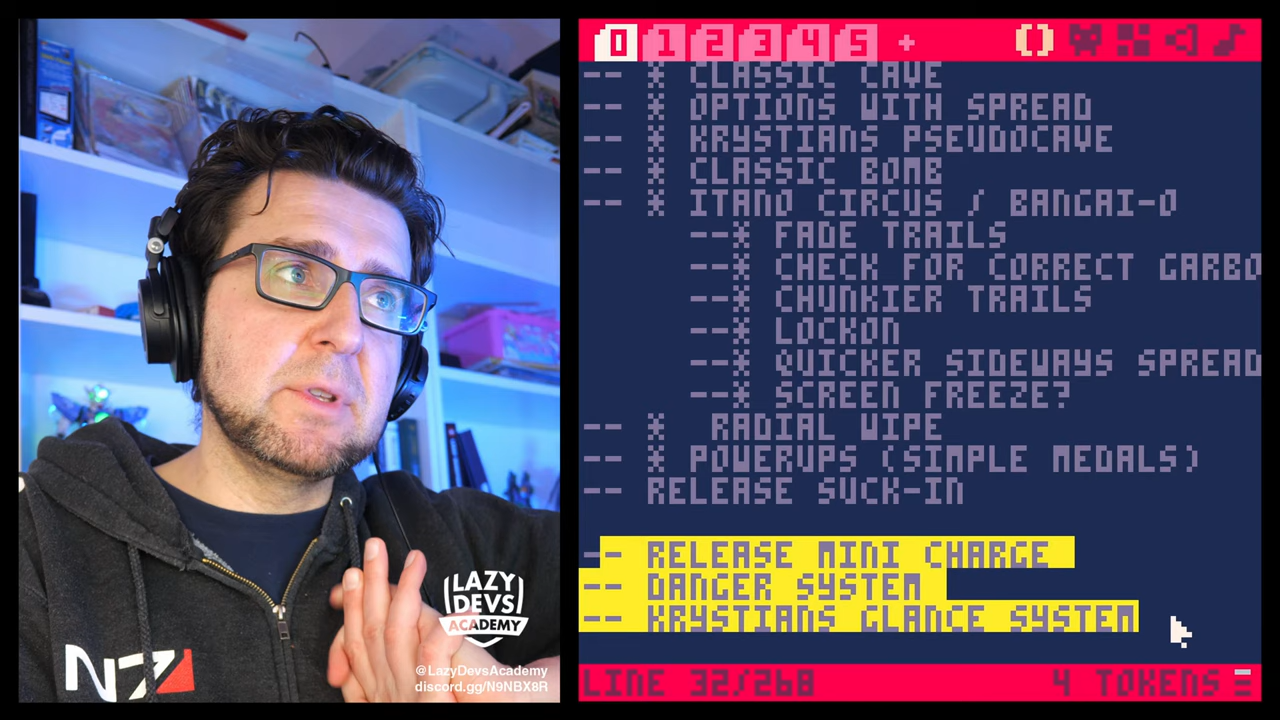 0 1 2 3 4 5 +
-- * CLASSIC CAVE
-- * OPTIONS WITH SPREAD
-- * KRYSTIANS PSEUDOCAVE
-- * CLASSIC BOMB
-- * ITANO CIRCUS / BANGAI-O
--* FADE TRAILS
--* CHECK FOR CORRECT GARBO
--* CHUNKIER TRAILS
--* LOCKON
--* QUICKER SIDEWAYS SPREAD
--* SCREEN FREEZE?
-- * RADIAL WIPE
-- * POWERUPS (SIMPLE MEDALS)
-- RELEASE SUCK-IN
-- RELEASE MINI CHARGE
-- DANGER SYSTEM
-- KRYSTIANS GLANCE SYSTEM
LINE 32/268 4 TOKENS
N7
LAZY
DEVS
ACADEMY
@LazyDevsAcademy
discord.gg/N9NBX8R